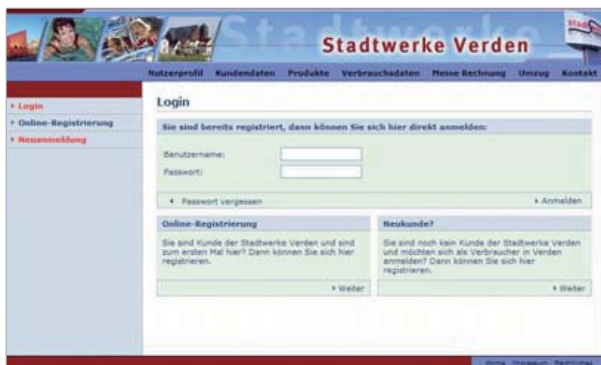 Stadtwerke Verden
Nutzerprofil Kundendaten Produkte Verbrauchsdaten Meine Rechnung Umzug Kontakt
Login
Online-Registrierung
Neuanmeldung
Login
Sie sind bereits registriert, dann können Sie sich hier direkt anmelden:
Benutzername:
Passwort:
Passwort vergessen
Anmelden
Online-Registrierung
Sie sind Kunde der Stadtwerke Verden und sind
zum ersten Mal hier? Dann können Sie sich hier
registrieren.
Weiter
Neukunde?
Sie sind noch kein Kunde der Stadtwerke Verden
und möchten sich als Verbraucher in Verden
anmelden? Dann können Sie sich hier
registrieren.
Weiter
Home Impressum Rechtliches